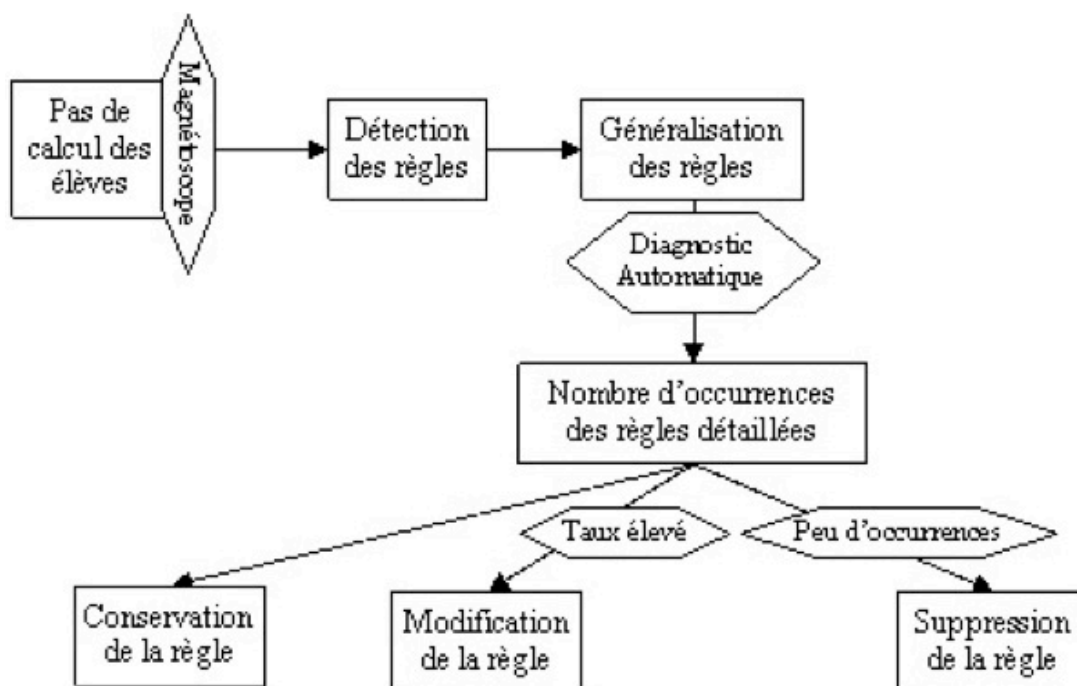 Pas de
calcul des
élèves
Magnétoscope
Détection
des règles
Généralisation
des règles
Diagnostic
Automatique
Nombre d'occurrences
des règles détaillées
Taux élevé
Peu d'occurrences
Conservation
de la règle
Modification
de la règle
Suppression
de la règle